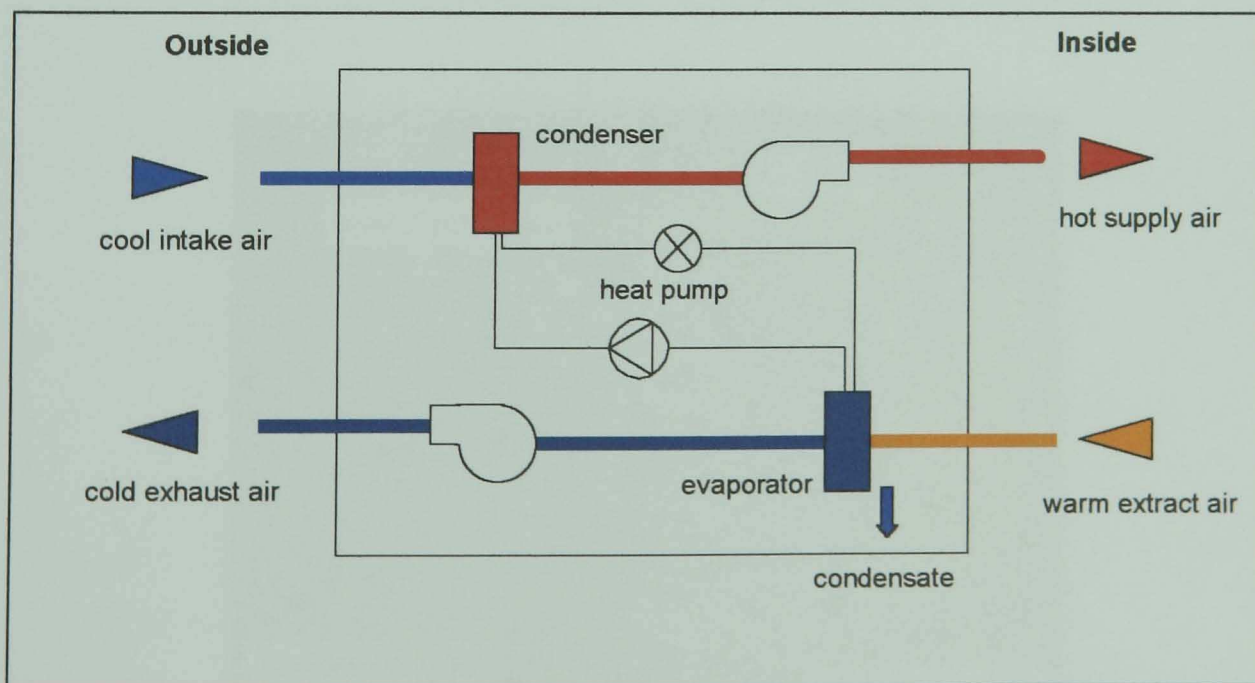 Outside
Inside
condenser
cool intake air
hot supply air
heat pump
cold exhaust air
evaporator
warm extract air
condensate